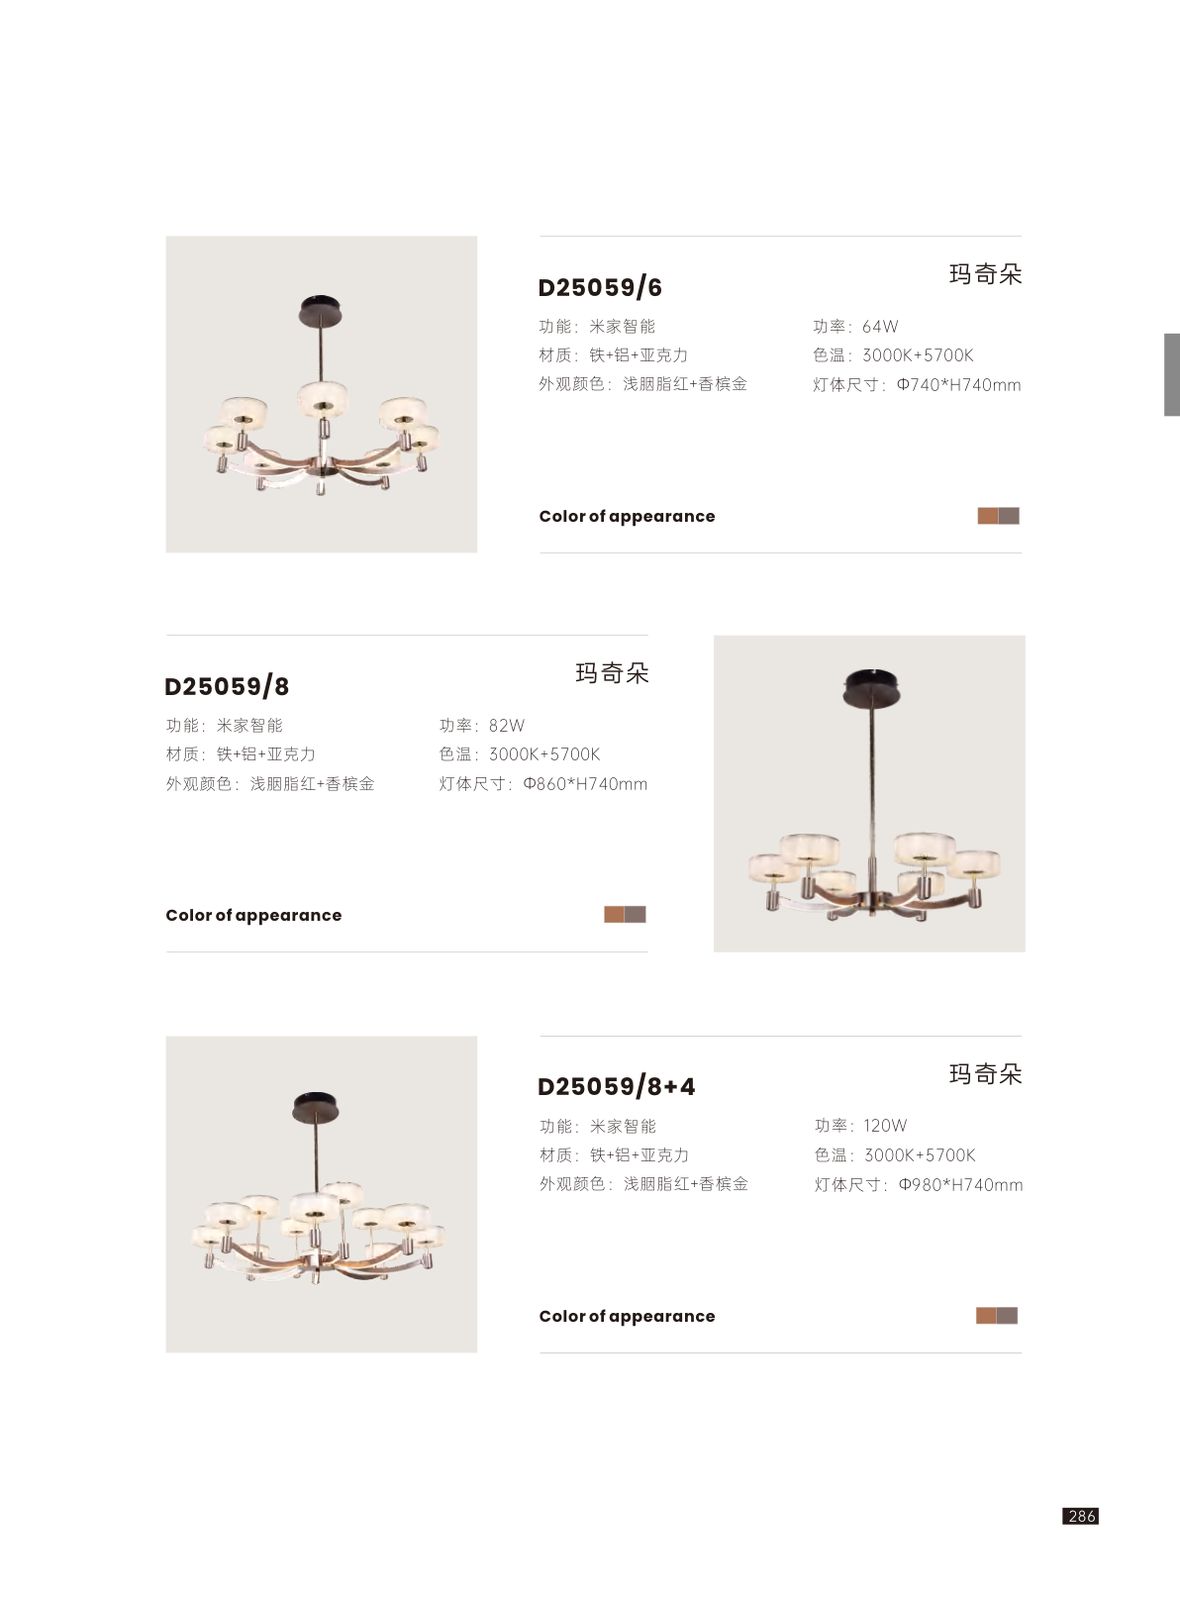 玛奇朵
D25059/6
功能：米家智能
功率：64W
材质：铁+铝+亚克力
色温：3000K+5700K
外观颜色：浅胭脂红+香槟金
灯体尺寸：Φ740*H740mm
Color of appearance
玛奇朵
D25059/8
功能：米家智能
功率：82W
材质：铁+铝+亚克力
色温：3000K+5700K
外观颜色：浅胭脂红+香槟金
灯体尺寸：Φ860*H740mm
Color of appearance
玛奇朵
D25059/8+4
功能：米家智能
功率：120W
材质：铁+铝+亚克力
色温：3000K+5700K
外观颜色：浅胭脂红+香槟金
灯体尺寸：Φ980*H740mm
Color of appearance
286